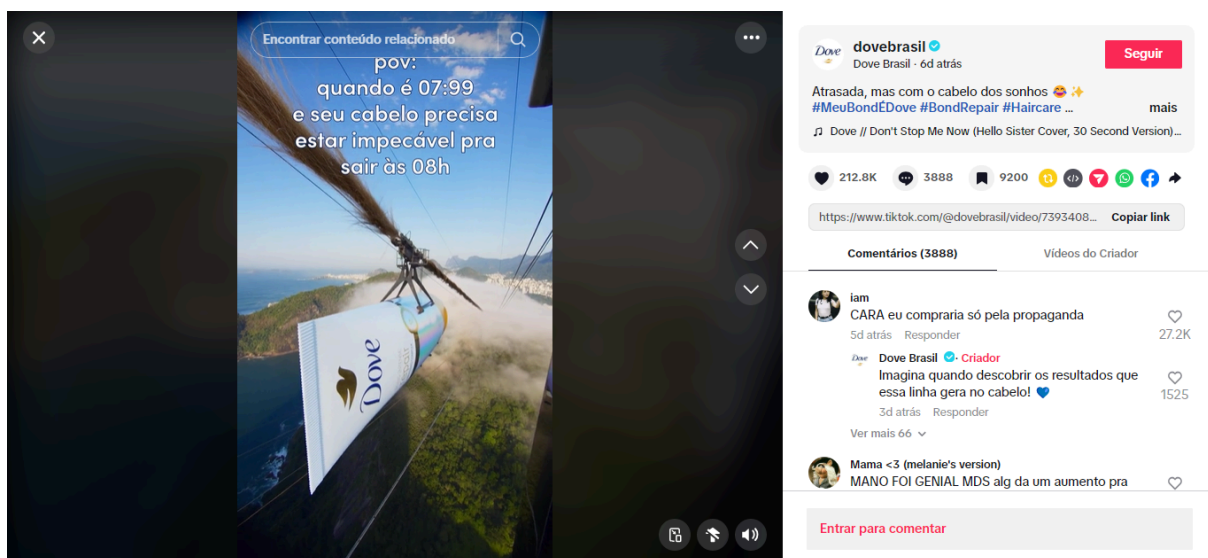 Encontrar conteúdo relacionado
pov:
quando é 07:99
e seu cabelo precisa
estar impecável pra
sair às 08h
Dove
Dove
dovebrasil
Dove Brasil · 6d atrás
Seguir
Atrasada, mas com o cabelo dos sonhos 😂✨
#MeuBondÉDove #BondRepair #Haircare ...
mais
♫ Dove // Don't Stop Me Now (Hello Sister Cover, 30 Second Version)...
212.8K
3888
9200
https://www.tiktok.com/@dovebrasil/video/7393408...
Copiar link
Comentários (3888)
Vídeos do Criador
iam
CARA eu compraria só pela propaganda
5d atrás Responder
27.2K
Dove
Dove Brasil · Criador
Imagina quando descobrir os resultados que
essa linha gera no cabelo! 💙
3d atrás Responder
1525
Ver mais 66
Mama <3 (melanie's version)
MANO FOI GENIAL MDS alg da um aumento pra
Entrar para comentar